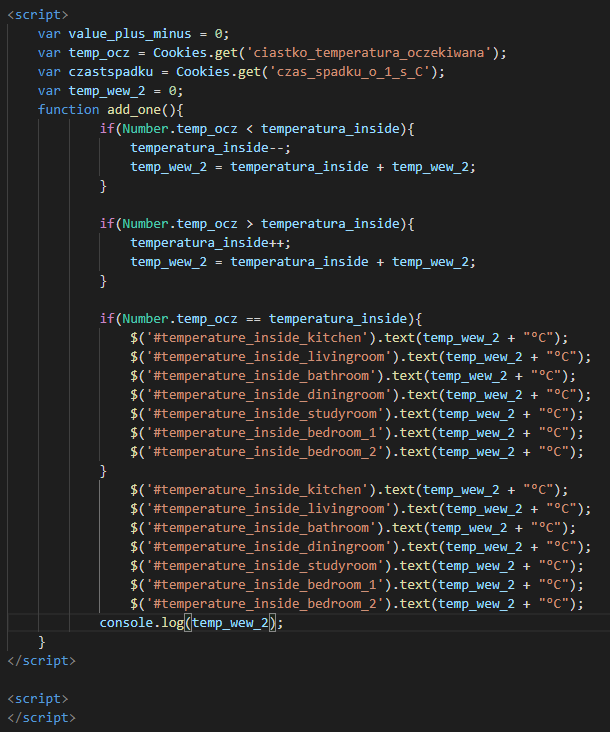 <script>
var value_plus_minus = 0;
var temp_ocz = Cookies.get('ciastko_temperatura_oczekiwana');
var czastspadku = Cookies.get('czas_spadku_o_1_s_C');
var temp_wew_2 = 0;
function add_one(){
if(Number.temp_ocz < temperatura_inside){
temperatura_inside--;
temp_wew_2 = temperatura_inside + temp_wew_2;
}
if(Number.temp_ocz > temperatura_inside){
temperatura_inside++;
temp_wew_2 = temperatura_inside + temp_wew_2;
}
if(Number.temp_ocz == temperatura_inside){
$('#temperature_inside_kitchen').text(temp_wew_2 + "°C");
$('#temperature_inside_livingroom').text(temp_wew_2 + "°C");
$('#temperature_inside_bathroom').text(temp_wew_2 + "°C");
$('#temperature_inside_diningroom').text(temp_wew_2 + "°C");
$('#temperature_inside_studyroom').text(temp_wew_2 + "°C");
$('#temperature_inside_bedroom_1').text(temp_wew_2 + "°C");
$('#temperature_inside_bedroom_2').text(temp_wew_2 + "°C");
}
$('#temperature_inside_kitchen').text(temp_wew_2 + "°C");
$('#temperature_inside_livingroom').text(temp_wew_2 + "°C");
$('#temperature_inside_bathroom').text(temp_wew_2 + "°C");
$('#temperature_inside_diningroom').text(temp_wew_2 + "°C");
$('#temperature_inside_studyroom').text(temp_wew_2 + "°C");
$('#temperature_inside_bedroom_1').text(temp_wew_2 + "°C");
$('#temperature_inside_bedroom_2').text(temp_wew_2 + "°C");
console.log(temp_wew_2);
}
</script>
<script>
</script>